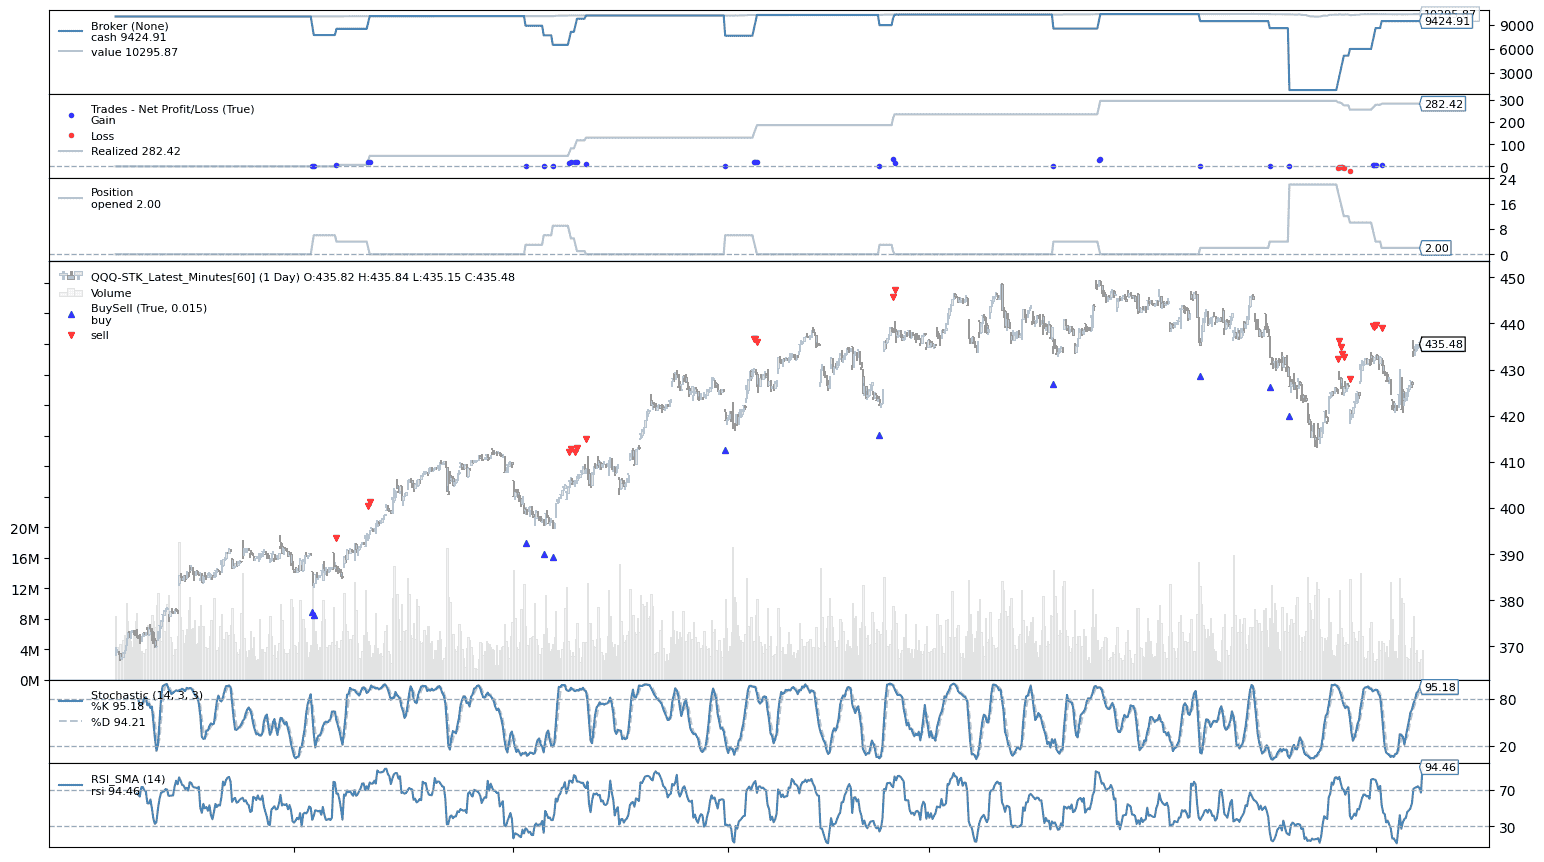 Broker (None)
cash 9424.91
value 10295.87
10295.87
9424.91
9000
6000
3000
Trades - Net Profit/Loss (True)
Gain
Loss
Realized 282.42
300
282.42
200
100
0
Position
opened 2.00
24
16
8
2.00
0
QQQ-STK_Latest_Minutes[60] (1 Day) O:435.82 H:435.84 L:435.15 C:435.48
Volume
BuySell (True, 0.015)
buy
sell
450
440
435.48
430
420
410
400
390
380
370
20M
16M
12M
8M
4M
0M
Stochastic (14, 3, 3)
%K 95.18
%D 94.21
95.18
80
20
RSI_SMA (14)
rsi 94.46
94.46
70
30